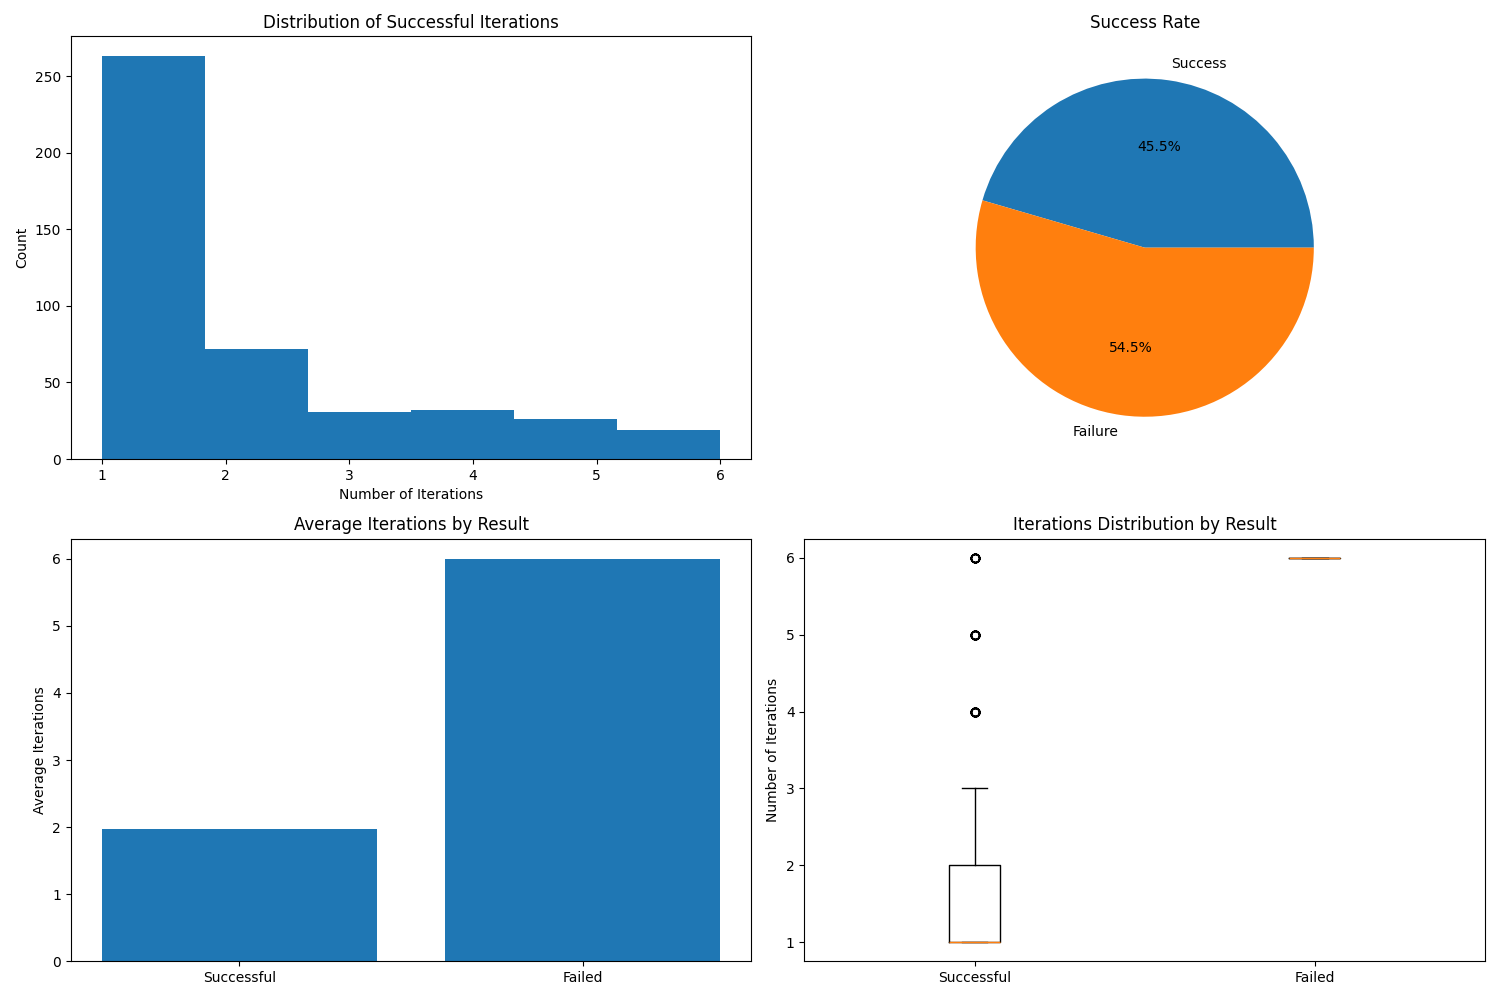 Distribution of Successful Iterations
250
200
150
100
50
0
Count
1 2 3 4 5 6
Number of Iterations
Success Rate
Success
45.5%
54.5%
Failure
Average Iterations by Result
6
5
4
3
2
1
0
Average Iterations
Successful Failed
Iterations Distribution by Result
6
5
4
3
2
1
Number of Iterations
Successful Failed